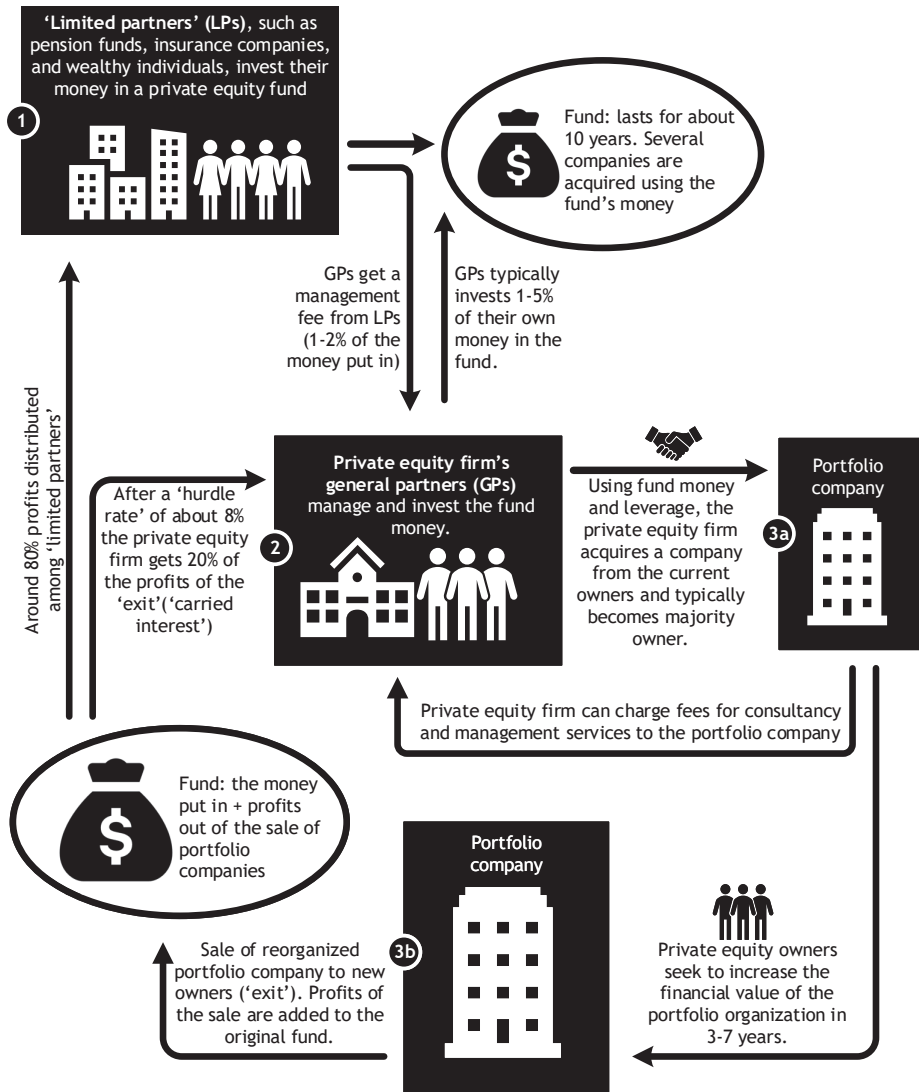 ‘Limited partners’ (LPs), such as
pension funds, insurance companies,
and wealthy individuals, invest their
money in a private equity fund
1
$
Fund: lasts for about
10 years. Several
companies are
acquired using the
fund’s money
GPs get a
management
fee from LPs
(1-2% of the
money put in)
GPs typically
invests 1-5%
of their own
money in the
fund.
Around 80% profits distributed
among ‘limited partners’
After a ‘hurdle
rate’ of about 8%
the private equity
firm gets 20% of
the profits of the
‘exit’(‘carried
interest’)
2
Private equity firm’s
general partners (GPs)
manage and invest the fund
money.
Using fund money
and leverage, the
private equity firm
acquires a company
from the current
owners and typically
becomes majority
owner.
3a
Portfolio
company
Private equity firm can charge fees for consultancy
and management services to the portfolio company
$
Fund: the money
put in + profits
out of the sale of
portfolio
companies
Sale of reorganized
portfolio company to new
owners (‘exit’). Profits of
the sale are added to the
original fund.
3b
Portfolio
company
Private equity owners
seek to increase the
financial value of the
portfolio organization in
3-7 years.